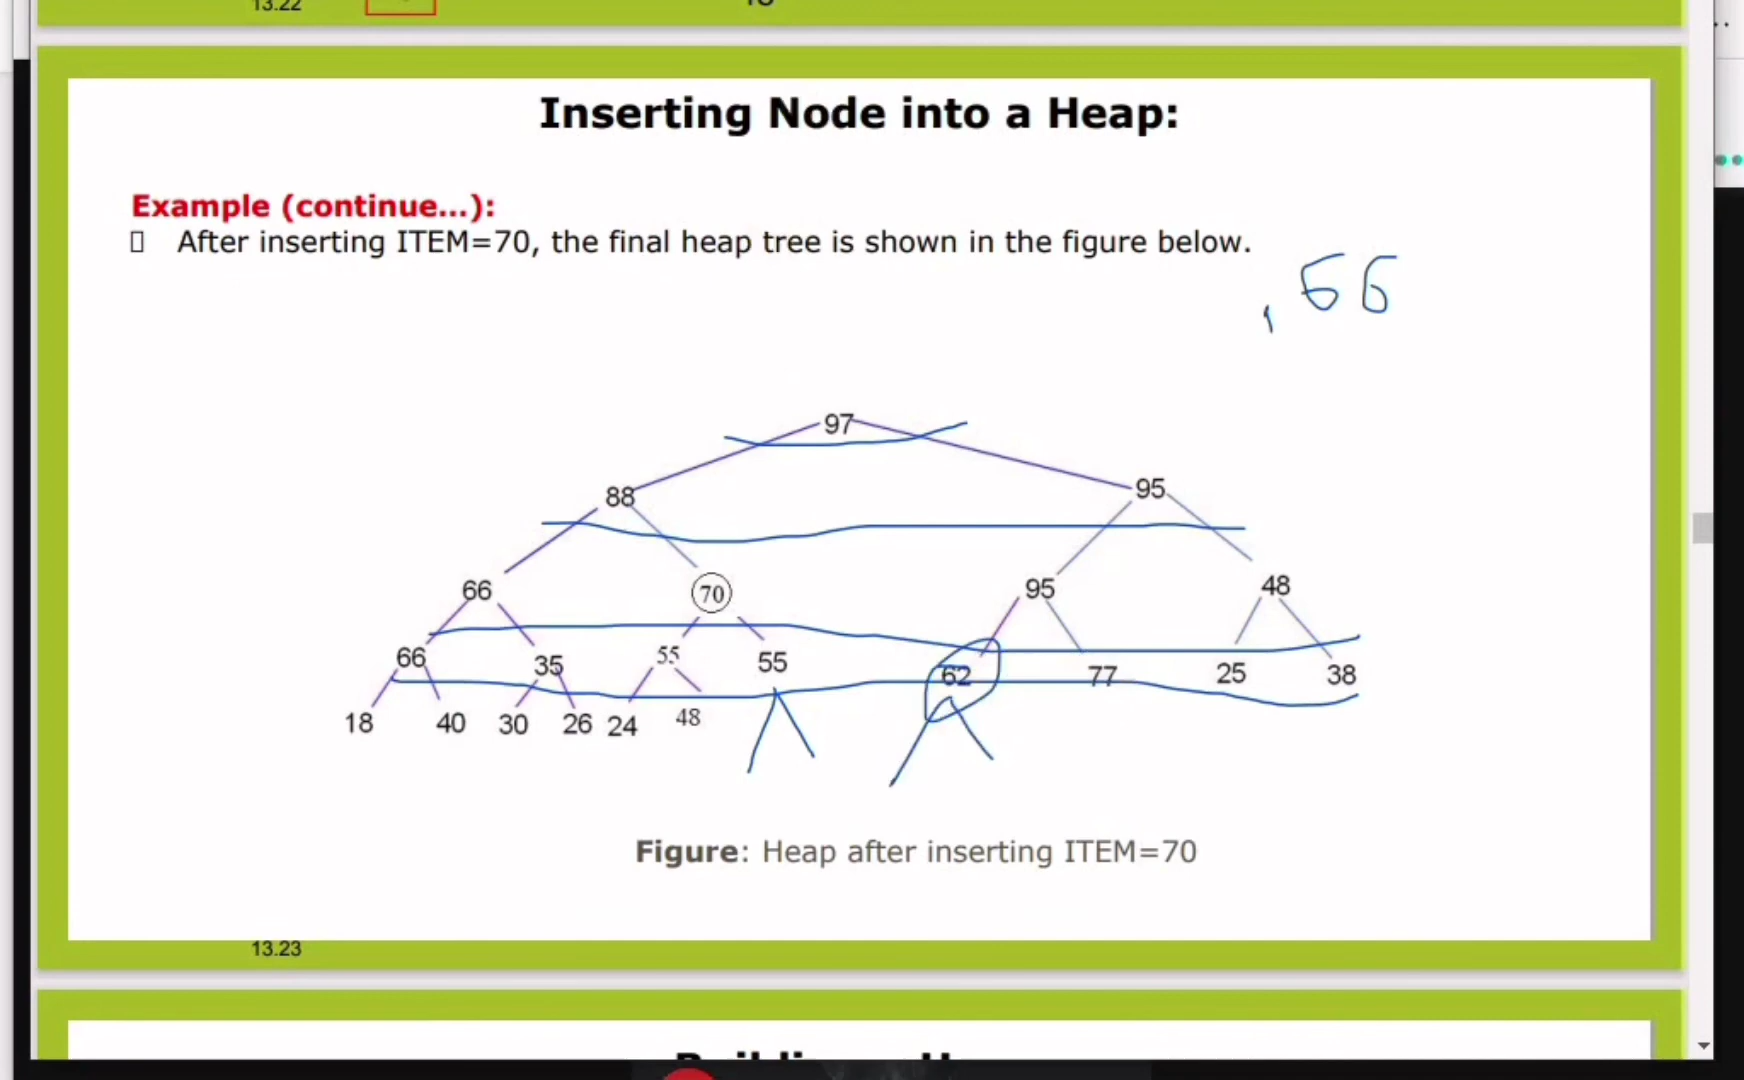 13.22
Inserting Node into a Heap:
Example (continue...):
After inserting ITEM=70, the final heap tree is shown in the figure below.
, 66
97
88 95
66 70 95 48
66 35 55 55 62 77 25 38
18 40 30 26 24 48
Figure: Heap after inserting ITEM=70
13.23